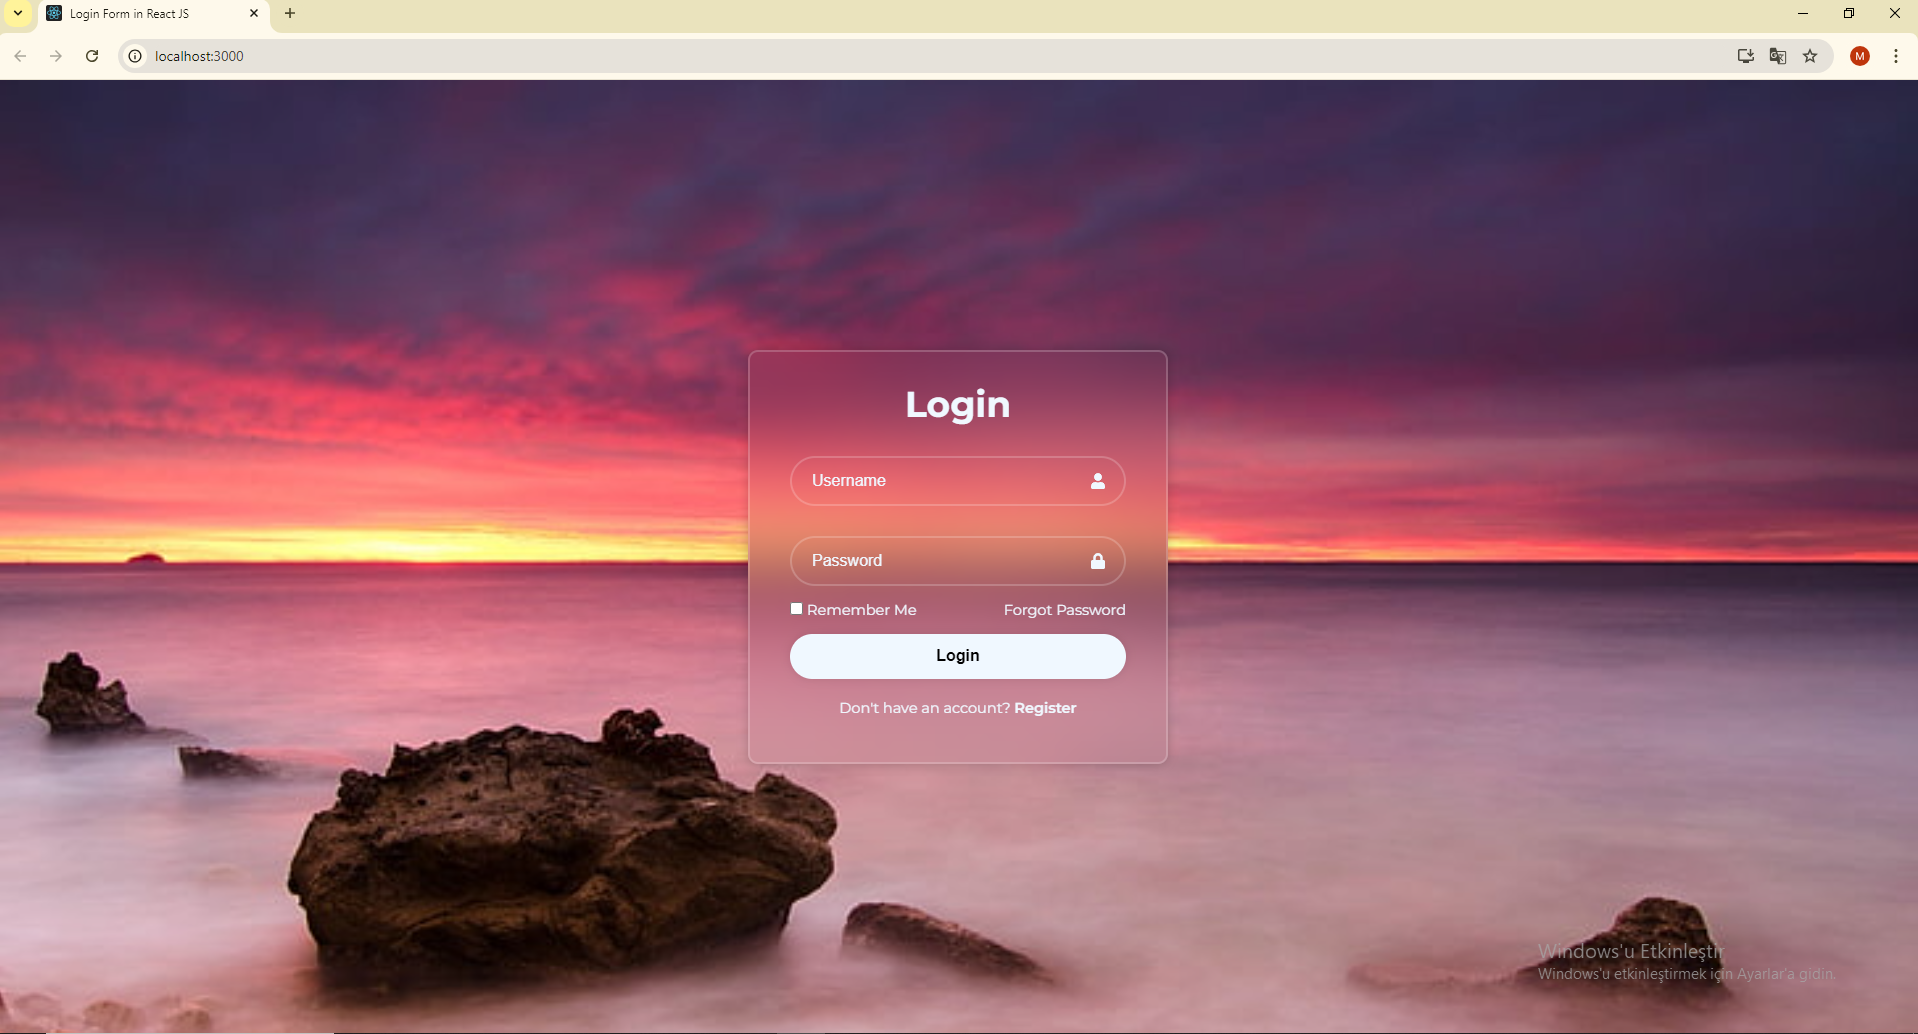 Login Form in React JS
localhost:3000
M
Login
Username
Password
Remember Me Forgot Password
Login
Don't have an account? Register
Windows'u Etkinleştir
Windows'u etkinleştirmek için Ayarlar'a gidin.